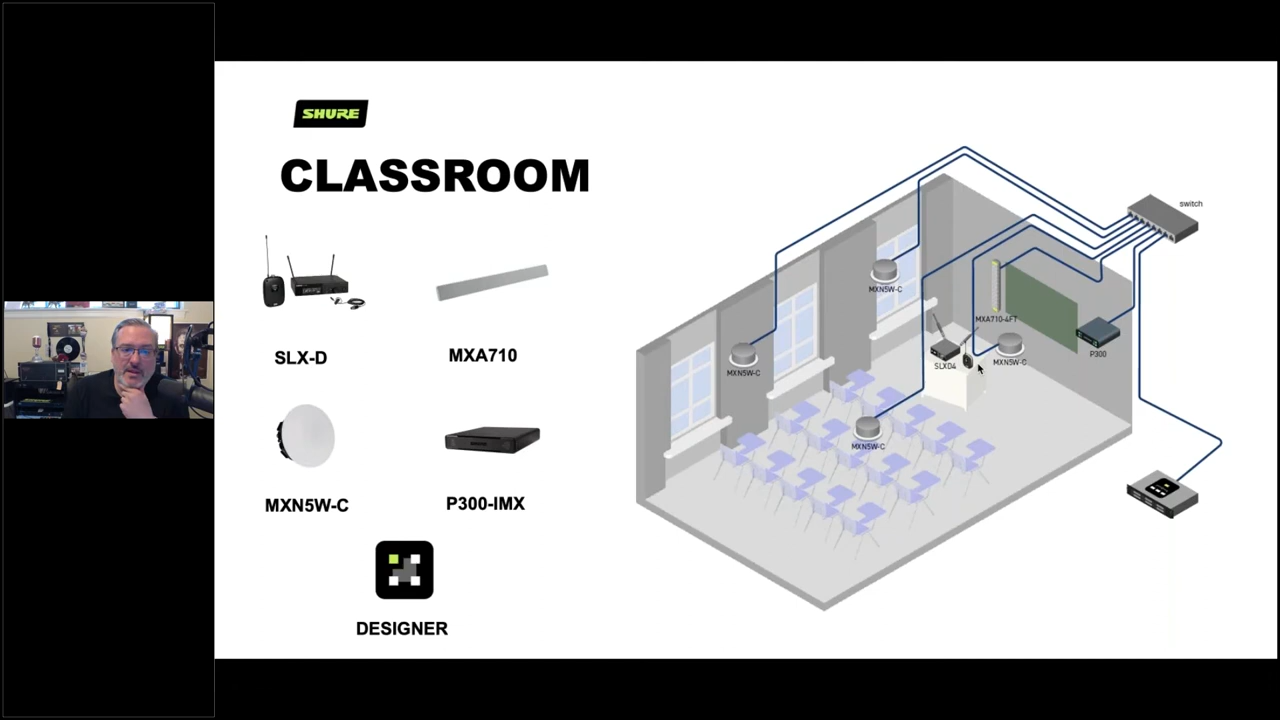 SHURE
CLASSROOM
SLX-D
MXA710
MXN5W-C
P300-IMX
DESIGNER
switch
MXN5W-C
MXA710-4FT
P300
SLXD4
MXN5W-C
MXN5W-C
MXN5W-C